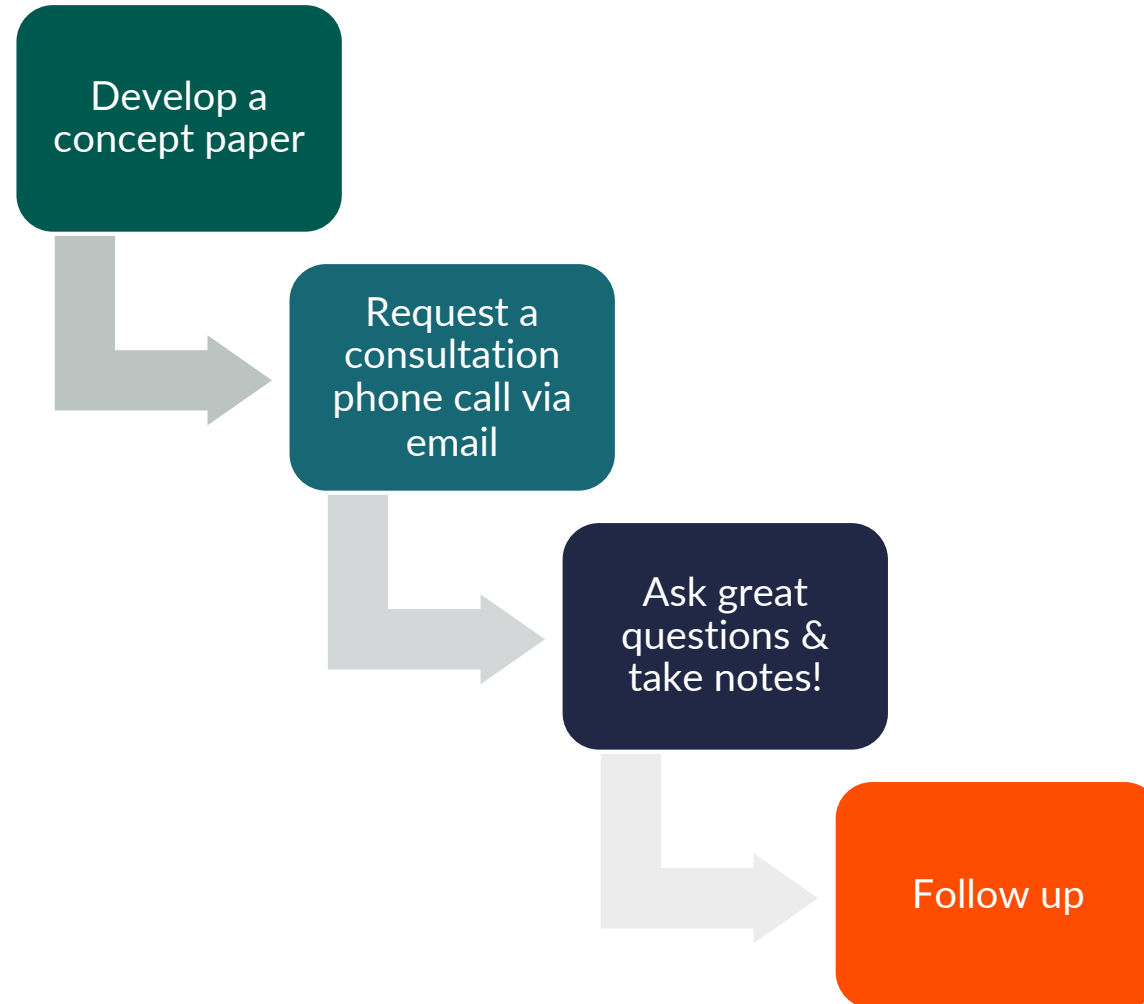 Develop a
concept paper
Request a
consultation
phone call via
email
Ask great
questions &
take notes!
Follow up